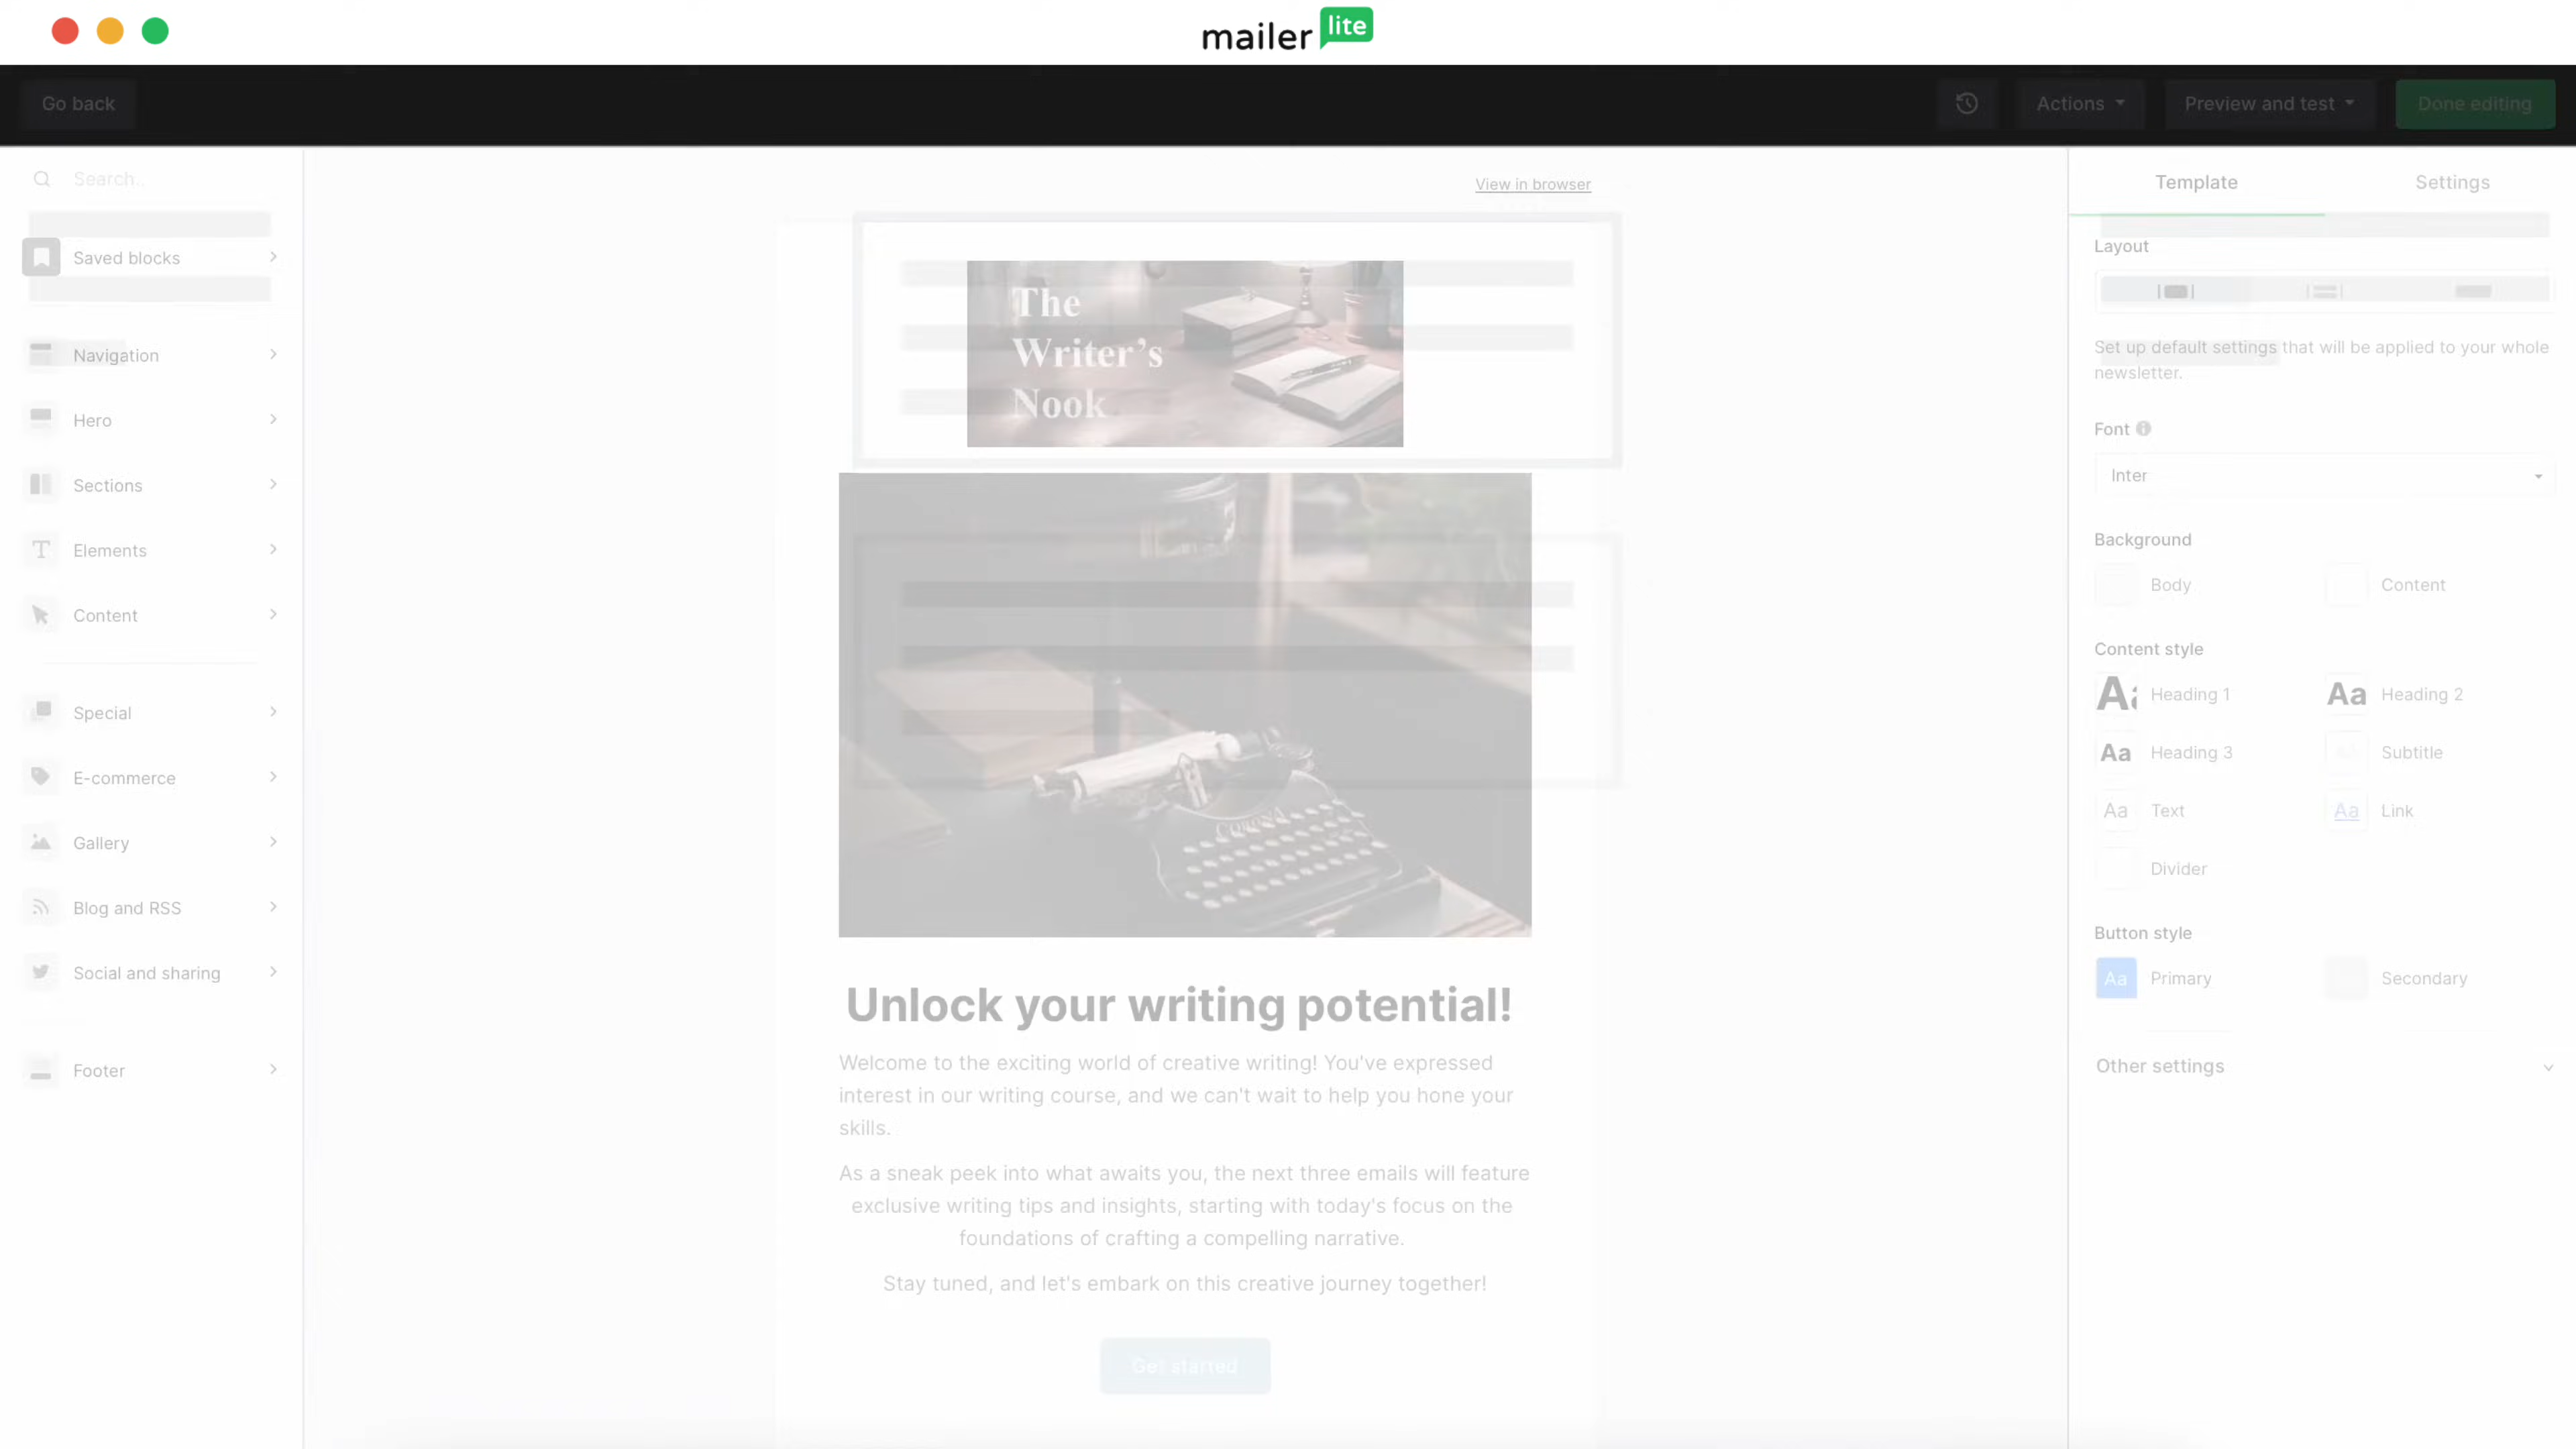 mailer lite
Go back
Actions
Preview and test
Done editing
Search..
Saved blocks
Navigation
Hero
Sections
Elements
Content
Special
E-commerce
Gallery
Blog and RSS
Social and sharing
Footer
View in browser
The
Writer’s
Nook
CORONA
Unlock your writing potential!
Welcome to the exciting world of creative writing! You've expressed
interest in our writing course, and we can't wait to help you hone your
skills.
As a sneak peek into what awaits you, the next three emails will feature
exclusive writing tips and insights, starting with today's focus on the
foundations of crafting a compelling narrative.
Stay tuned, and let's embark on this creative journey together!
Get started
Template
Settings
Layout
Set up default settings that will be applied to your whole
newsletter.
Font
Inter
Background
Body
Content
Content style
Aa Heading 1
Aa Heading 2
Aa Heading 3
Subtitle
Aa Text
Aa Link
Divider
Button style
Aa Primary
Secondary
Other settings